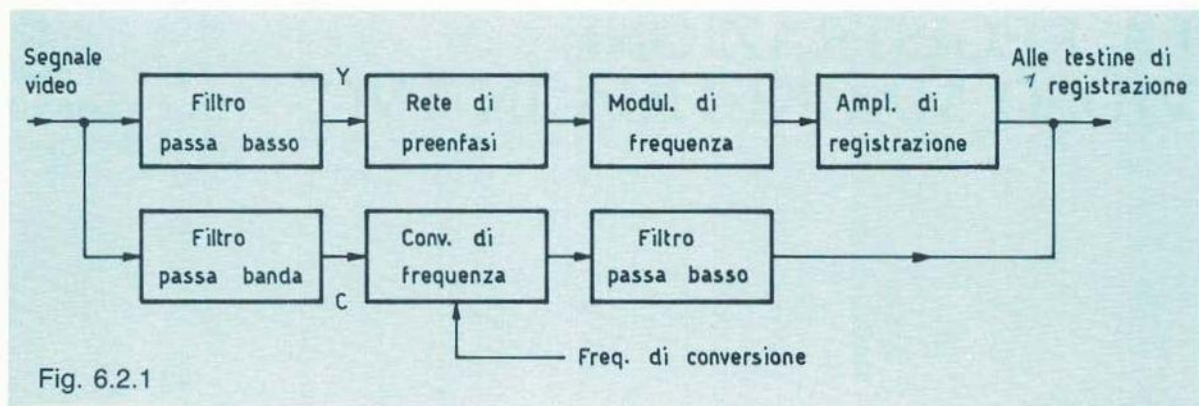 Segnale
video
Filtro
passa basso
Y
Rete di
preenfasi
Modul. di
frequenza
Ampl. di
registrazione
Alle testine di
registrazione
Filtro
passa banda
C
Conv. di
frequenza
Filtro
passa basso
Freq. di conversione
Fig. 6.2.1